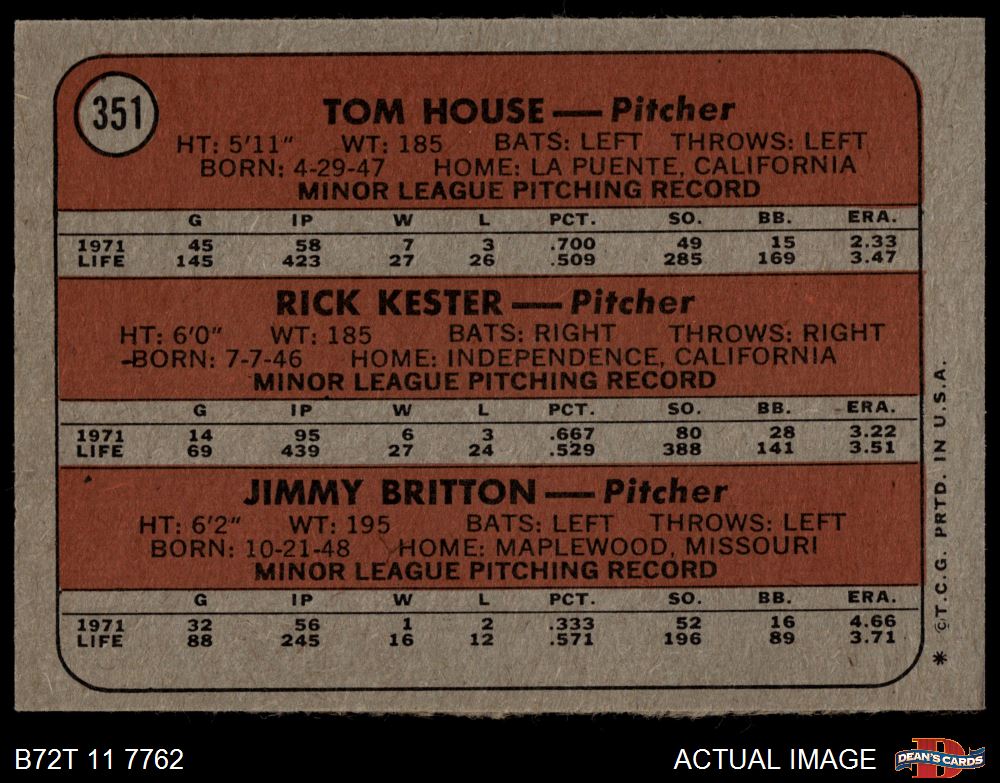 351
TOM HOUSE — Pitcher
HT: 5'11" WT: 185 BATS: LEFT THROWS: LEFT
BORN: 4-29-47 HOME: LA PUENTE, CALIFORNIA
MINOR LEAGUE PITCHING RECORD
G IP W L PCT. SO. BB. ERA.
1971 45 58 7 3 .700 49 15 2.33
LIFE 145 423 27 26 .509 285 169 3.47
RICK KESTER — Pitcher
HT: 6'0" WT: 185 BATS: RIGHT THROWS: RIGHT
BORN: 7-7-46 HOME: INDEPENDENCE, CALIFORNIA
MINOR LEAGUE PITCHING RECORD
G IP W L PCT. SO. BB. ERA.
1971 14 95 6 3 .667 80 28 3.22
LIFE 69 439 27 24 .529 388 141 3.51
JIMMY BRITTON — Pitcher
HT: 6'2" WT: 195 BATS: LEFT THROWS: LEFT
BORN: 10-21-48 HOME: MAPLEWOOD, MISSOURI
MINOR LEAGUE PITCHING RECORD
G IP W L PCT. SO. BB. ERA.
1971 32 56 1 2 .333 52 16 4.66
LIFE 88 245 16 12 .571 196 89 3.71
* ©T.C.G. PRTD. IN U.S.A.
B72T 11 7762
ACTUAL IMAGE
D
DEAN'S CARDS